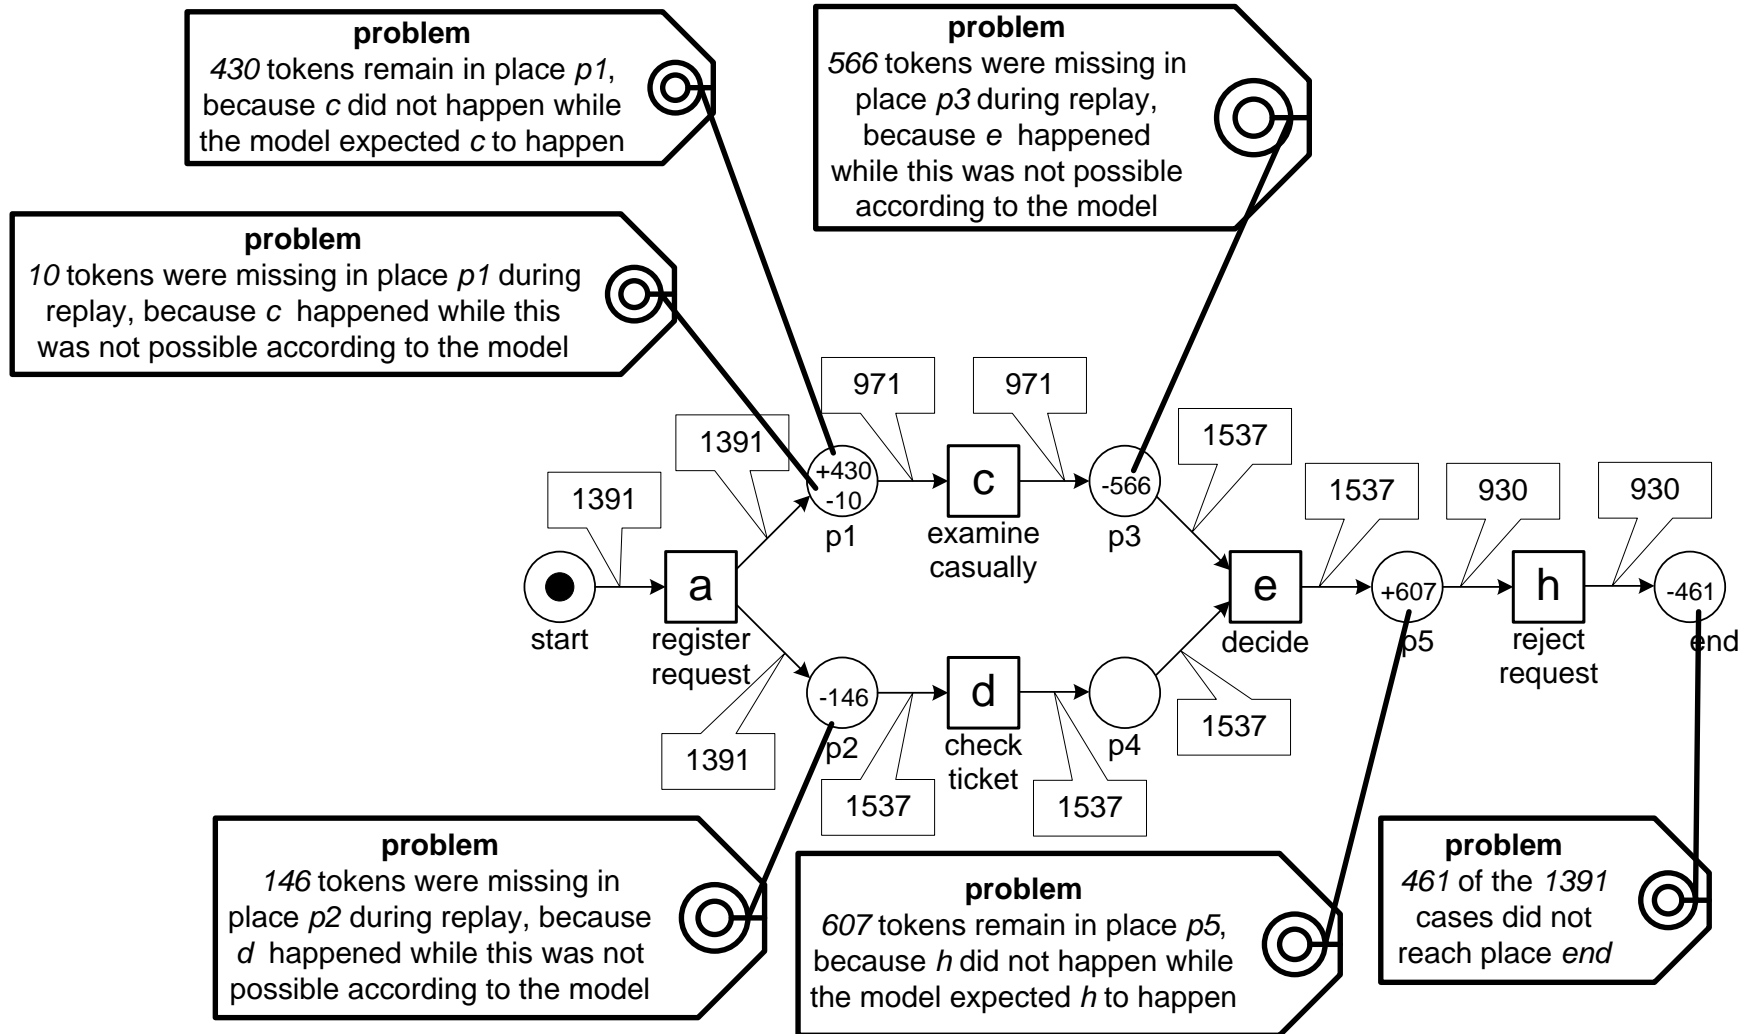 problem
430 tokens remain in place p1,
because c did not happen while
the model expected c to happen
problem
566 tokens were missing in
place p3 during replay,
because e happened
while this was not possible
according to the model
problem
10 tokens were missing in place p1 during
replay, because c happened while this
was not possible according to the model
971
971
1391
1537
1391
1537
930
930
+430
-10
p1
c
examine
casually
-566
p3
start
a
register
request
e
decide
+607
p5
h
reject
request
-461
end
-146
p2
d
check
ticket
p4
1391
1537
1537
1537
problem
146 tokens were missing in
place p2 during replay, because
d happened while this was not
possible according to the model
problem
607 tokens remain in place p5,
because h did not happen while
the model expected h to happen
problem
461 of the 1391
cases did not
reach place end